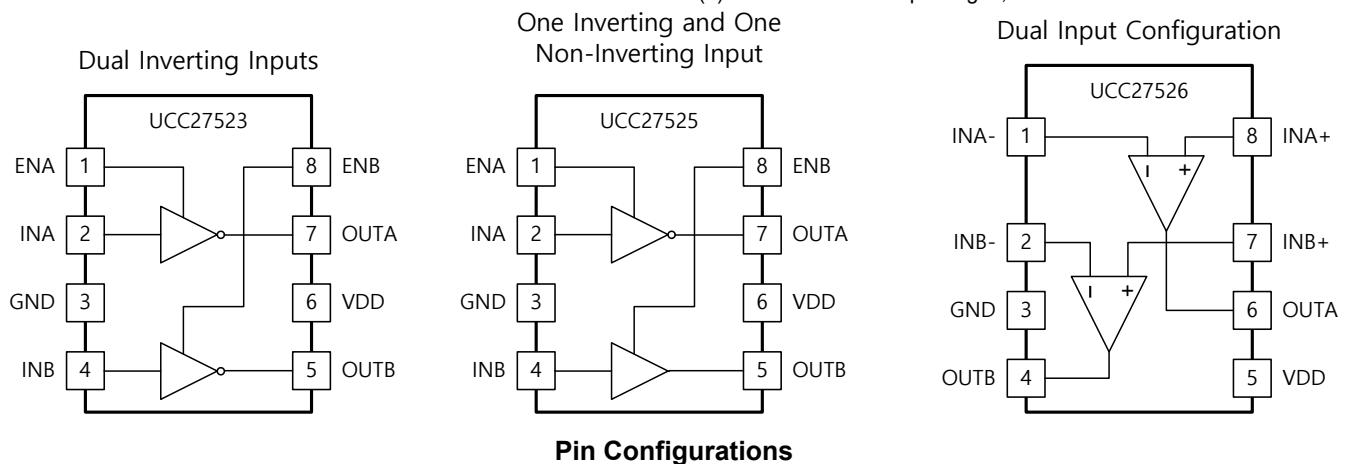 One Inverting and One
Non-Inverting Input
Dual Inverting Inputs
Dual Input Configuration
UCC27523
ENA 1 8 ENB
INA 2 7 OUTA
GND 3 6 VDD
INB 4 5 OUTB
UCC27525
ENA 1 8 ENB
INA 2 7 OUTA
GND 3 6 VDD
INB 4 5 OUTB
UCC27526
INA- 1 8 INA+
- +
INB- 2 7 INB+
- +
GND 3 6 OUTA
OUTB 4 5 VDD
Pin Configurations